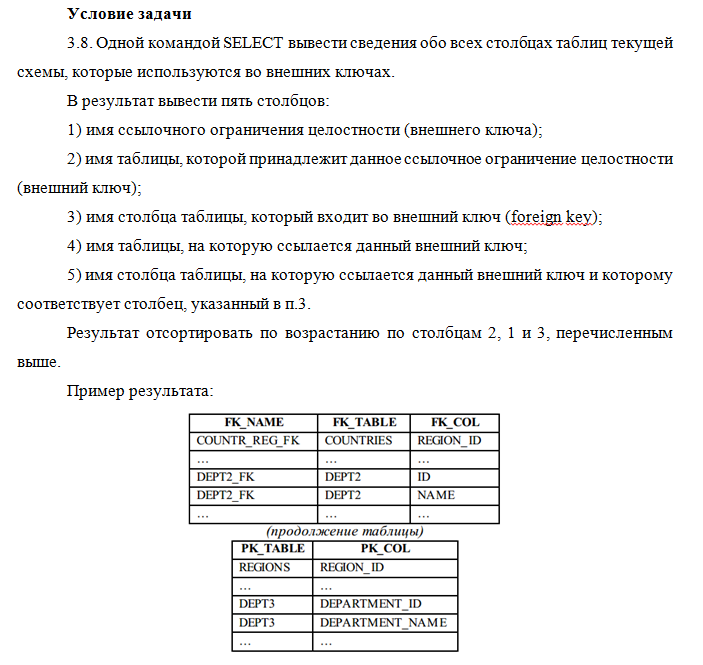 Условие задачи
3.8. Одной командой SELECT вывести сведения обо всех столбцах таблиц текущей
схемы, которые используются во внешних ключах.
В результат вывести пять столбцов:
1) имя ссылочного ограничения целостности (внешнего ключа);
2) имя таблицы, которой принадлежит данное ссылочное ограничение целостности
(внешний ключ);
3) имя столбца таблицы, который входит во внешний ключ (foreign key);
4) имя таблицы, на которую ссылается данный внешний ключ;
5) имя столбца таблицы, на которую ссылается данный внешний ключ и которому
соответствует столбец, указанный в п.3.
Результат отсортировать по возрастанию по столбцам 2, 1 и 3, перечисленным
выше.
Пример результата:
FK_NAME FK_TABLE FK_COL
COUNTR_REG_FK COUNTRIES REGION_ID
... ... ...
DEPT2_FK DEPT2 ID
DEPT2_FK DEPT2 NAME
... ... ...
(продолжение таблицы)
PK_TABLE PK_COL
REGIONS REGION_ID
... ...
DEPT3 DEPARTMENT_ID
DEPT3 DEPARTMENT_NAME
... ...